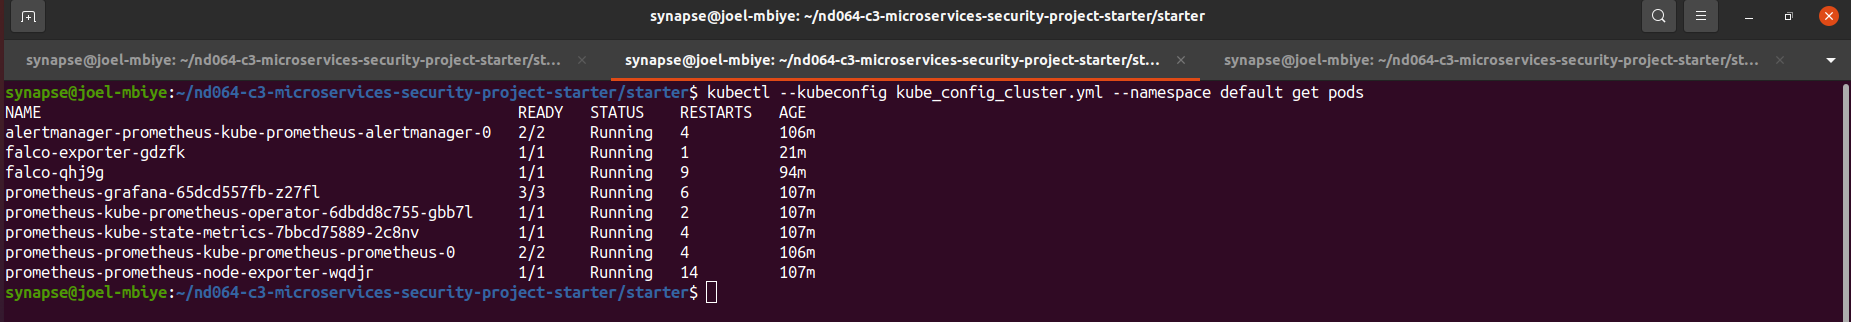 synapse@joel-mbiye: ~/nd064-c3-microservices-security-project-starter/starter
synapse@joel-mbiye: ~/nd064-c3-microservices-security-project-starter/st... synapse@joel-mbiye: ~/nd064-c3-microservices-security-project-starter/st... synapse@joel-mbiye: ~/nd064-c3-microservices-security-project-starter/st...
synapse@joel-mbiye:~/nd064-c3-microservices-security-project-starter/starter$ kubectl --kubeconfig kube_config_cluster.yml --namespace default get pods
NAME READY STATUS RESTARTS AGE
alertmanager-prometheus-kube-prometheus-alertmanager-0 2/2 Running 4 106m
falco-exporter-gdzfk 1/1 Running 1 21m
falco-qhj9g 1/1 Running 9 94m
prometheus-grafana-65dcd557fb-z27fl 3/3 Running 6 107m
prometheus-kube-prometheus-operator-6dbdd8c755-gbb7l 1/1 Running 2 107m
prometheus-kube-state-metrics-7bbcd75889-2c8nv 1/1 Running 4 107m
prometheus-prometheus-kube-prometheus-prometheus-0 2/2 Running 4 106m
prometheus-prometheus-node-exporter-wqdjr 1/1 Running 14 107m
synapse@joel-mbiye:~/nd064-c3-microservices-security-project-starter/starter$